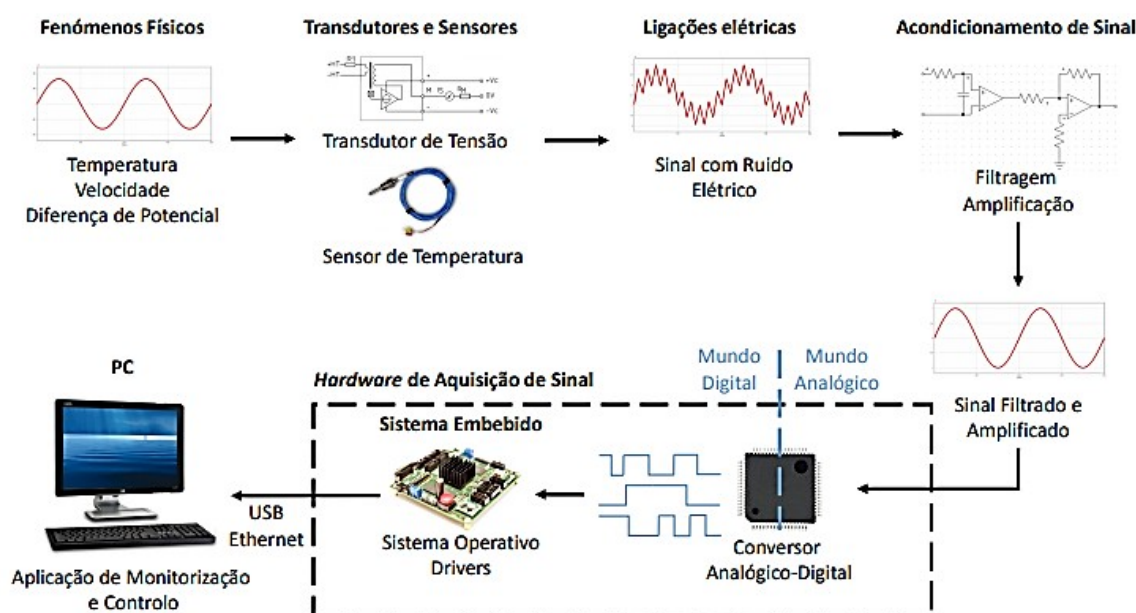 Fenómenos Físicos
Temperatura
Velocidade
Diferença de Potencial
Transdutores e Sensores
Transdutor de Tensão
Sensor de Temperatura
Ligações elétricas
Sinal com Ruido
Elétrico
Acondicionamento de Sinal
Filtragem
Amplificação
Sinal Filtrado e
Amplificado
Mundo
Digital
Mundo
Analógico
Hardware de Aquisição de Sinal
Conversor
Analógico-Digital
Sistema Embebido
Sistema Operativo
Drivers
USB
Ethernet
PC
Aplicação de Monitorização
e Controlo